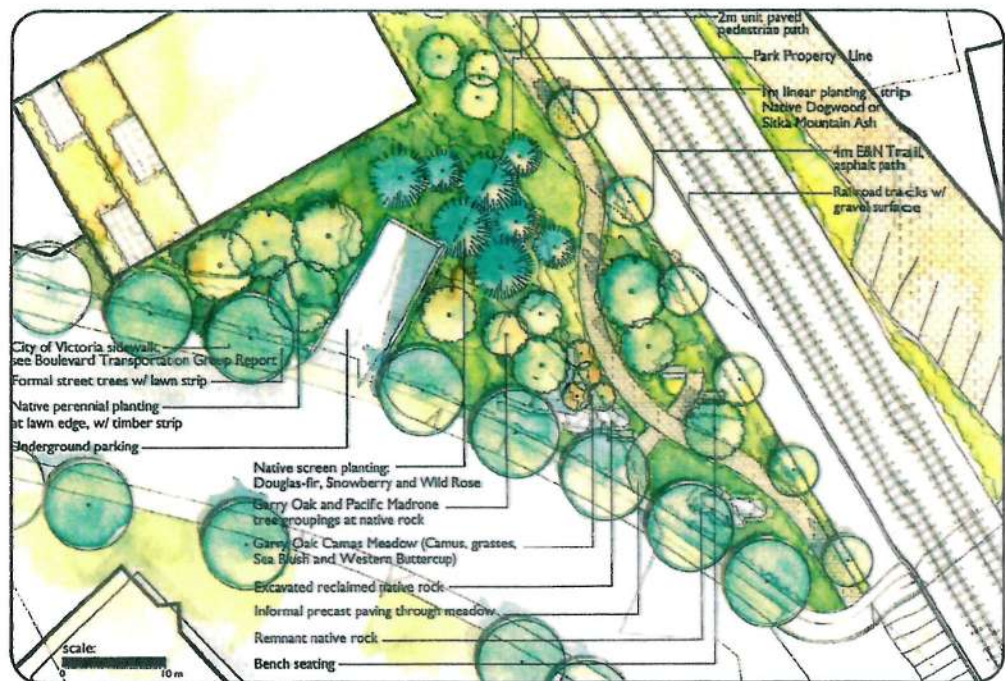 2m unit paved
pedestrian path
Park Property Line
1m linear planting strip
Native Dogwood or
Sitka Mountain Ash
4m E&N Trail,
asphalt path
Railroad tracks w/
gravel surface
City of Victoria sidewalk,
see Boulevard Transportation Group Report
Formal street trees w/ lawn strip
Native perennial planting
at lawn edge, w/ timber strip
Underground parking
Native screen planting:
Douglas-fir, Snowberry and Wild Rose
Garry Oak and Pacific Madrone
tree groupings at native rock
Garry Oak Camas Meadow (Camus, grasses,
Sea Blush and Western Buttercup)
Excavated reclaimed native rock
Informal precast paving through meadow
Remnant native rock
Bench seating
scale:
0 10 m